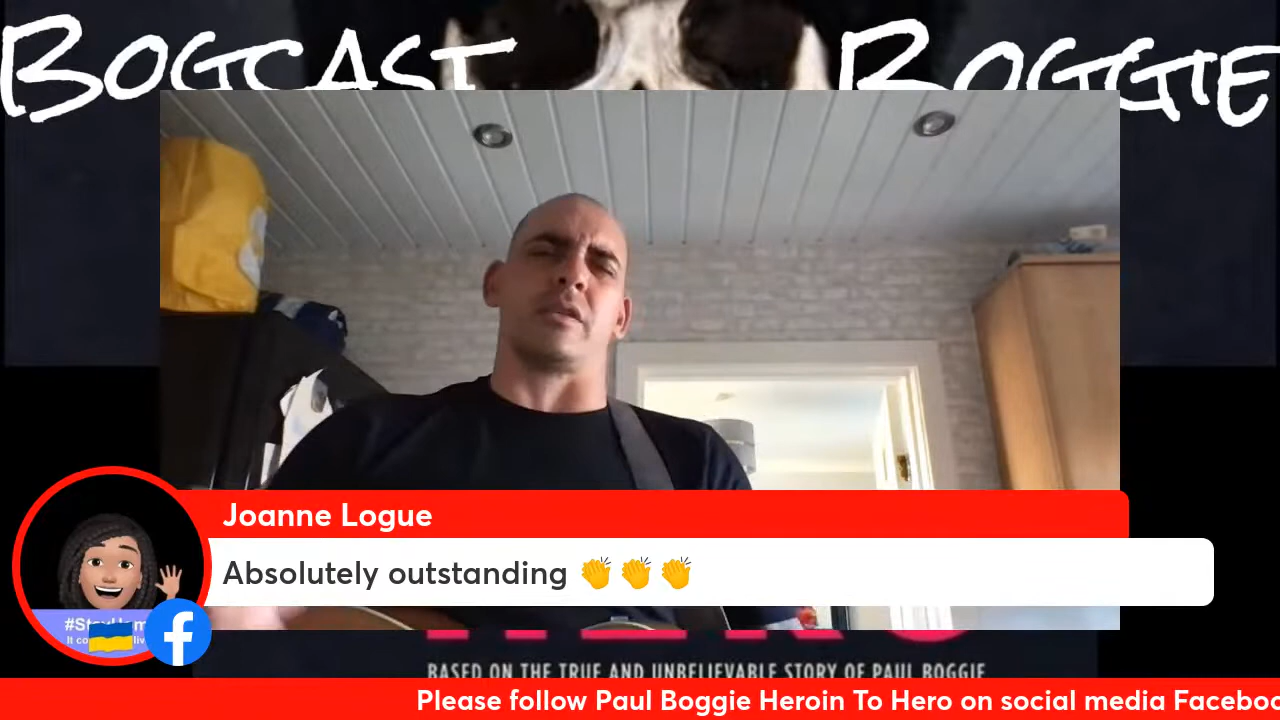 BOGCAST BOGGIE
Joanne Logue
Absolutely outstanding 👏👏👏
BASED ON THE TRUE AND UNBELIEVABLE STORY OF PAUL BOGGIE
Please follow Paul Boggie Heroin To Hero on social media Faceboo